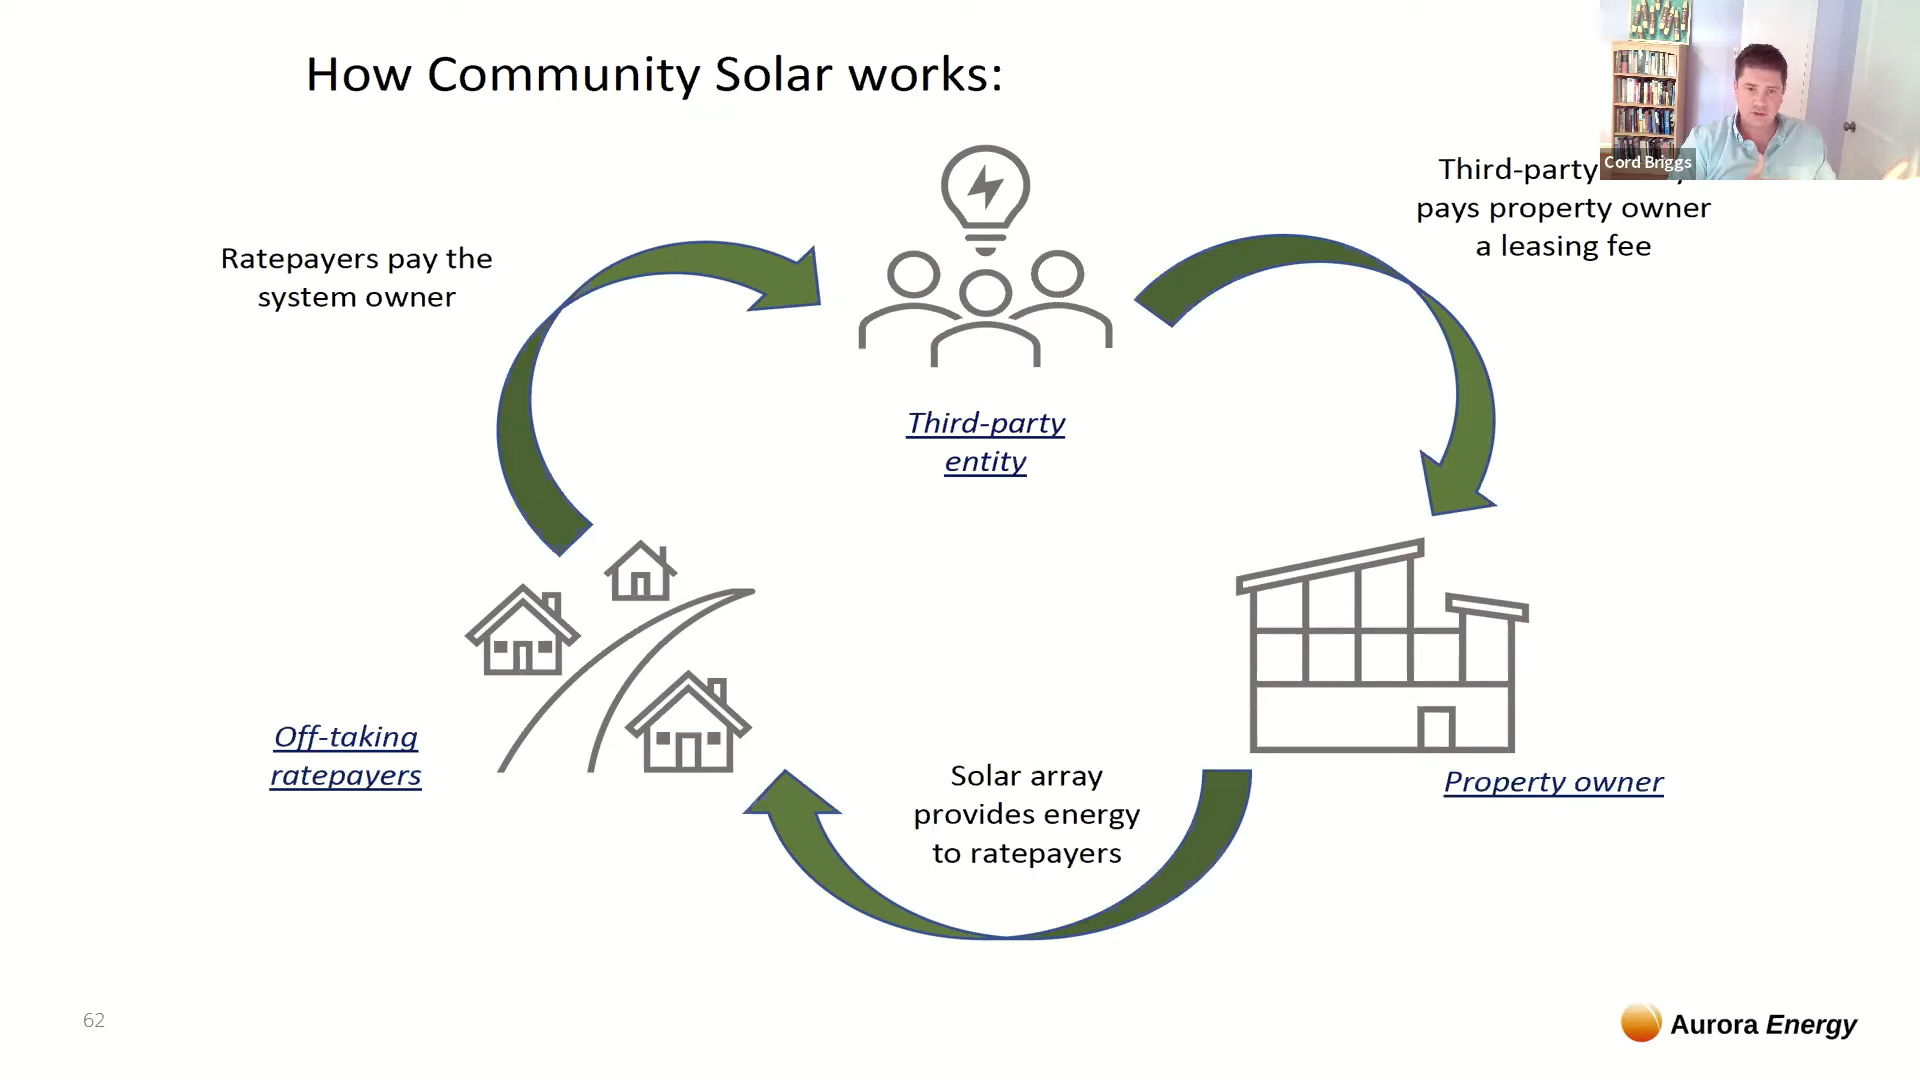 How Community Solar works:
Cord Briggs
Third-party
pays property owner
a leasing fee
Ratepayers pay the
system owner
Third-party
entity
Off-taking
ratepayers
Solar array
provides energy
to ratepayers
Property owner
62
Aurora Energy